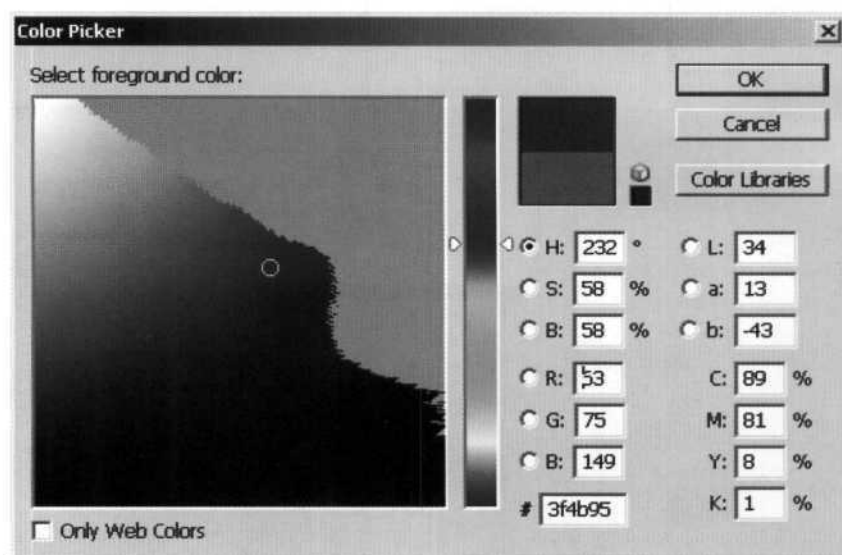 Color Picker
Select foreground color:
OK
Cancel
Color Libraries
H: 232 °
S: 58 %
B: 58 %
R: 63
G: 75
B: 149
# 3f4b95
L: 34
a: 13
b: -43
C: 89 %
M: 81 %
Y: 8 %
K: 1 %
Only Web Colors